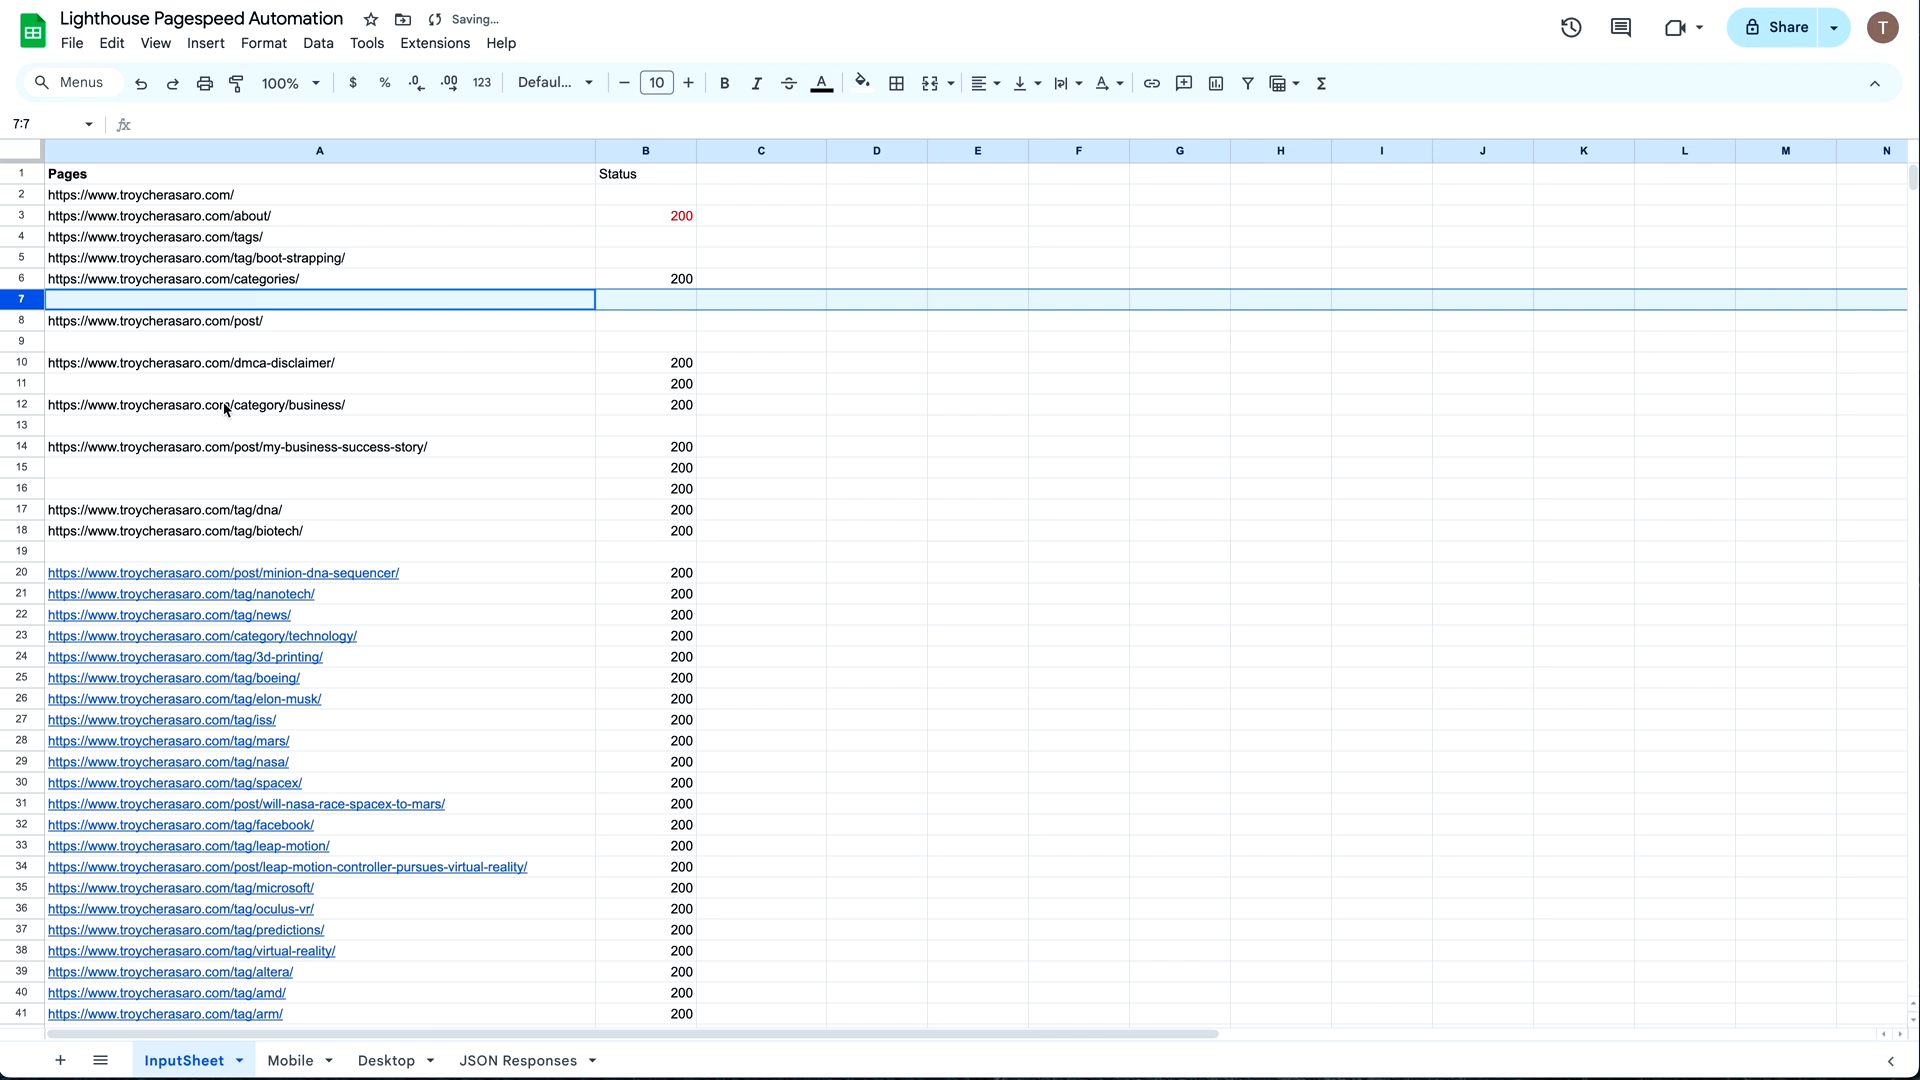 Lighthouse Pagespeed Automation Saving...
File Edit View Insert Format Data Tools Extensions Help
Share T
Menus 100% $ % .0 .00 123 Defaul... 10 B I A Σ
7:7 fx
A B C D E F G H I J K L M N
1 Pages Status
2 https://www.troycherasaro.com/
3 https://www.troycherasaro.com/about/ 200
4 https://www.troycherasaro.com/tags/
5 https://www.troycherasaro.com/tag/boot-strapping/
6 https://www.troycherasaro.com/categories/ 200
7
8 https://www.troycherasaro.com/post/
9
10 https://www.troycherasaro.com/dmca-disclaimer/ 200
11 200
12 https://www.troycherasaro.com/category/business/ 200
13
14 https://www.troycherasaro.com/post/my-business-success-story/ 200
15 200
16 200
17 https://www.troycherasaro.com/tag/dna/ 200
18 https://www.troycherasaro.com/tag/biotech/ 200
19
20 https://www.troycherasaro.com/post/minion-dna-sequencer/ 200
21 https://www.troycherasaro.com/tag/nanotech/ 200
22 https://www.troycherasaro.com/tag/news/ 200
23 https://www.troycherasaro.com/category/technology/ 200
24 https://www.troycherasaro.com/tag/3d-printing/ 200
25 https://www.troycherasaro.com/tag/boeing/ 200
26 https://www.troycherasaro.com/tag/elon-musk/ 200
27 https://www.troycherasaro.com/tag/iss/ 200
28 https://www.troycherasaro.com/tag/mars/ 200
29 https://www.troycherasaro.com/tag/nasa/ 200
30 https://www.troycherasaro.com/tag/spacex/ 200
31 https://www.troycherasaro.com/post/will-nasa-race-spacex-to-mars/ 200
32 https://www.troycherasaro.com/tag/facebook/ 200
33 https://www.troycherasaro.com/tag/leap-motion/ 200
34 https://www.troycherasaro.com/post/leap-motion-controller-pursues-virtual-reality/ 200
35 https://www.troycherasaro.com/tag/microsoft/ 200
36 https://www.troycherasaro.com/tag/oculus-vr/ 200
37 https://www.troycherasaro.com/tag/predictions/ 200
38 https://www.troycherasaro.com/tag/virtual-reality/ 200
39 https://www.troycherasaro.com/tag/altera/ 200
40 https://www.troycherasaro.com/tag/amd/ 200
41 https://www.troycherasaro.com/tag/arm/ 200
InputSheet Mobile Desktop JSON Responses